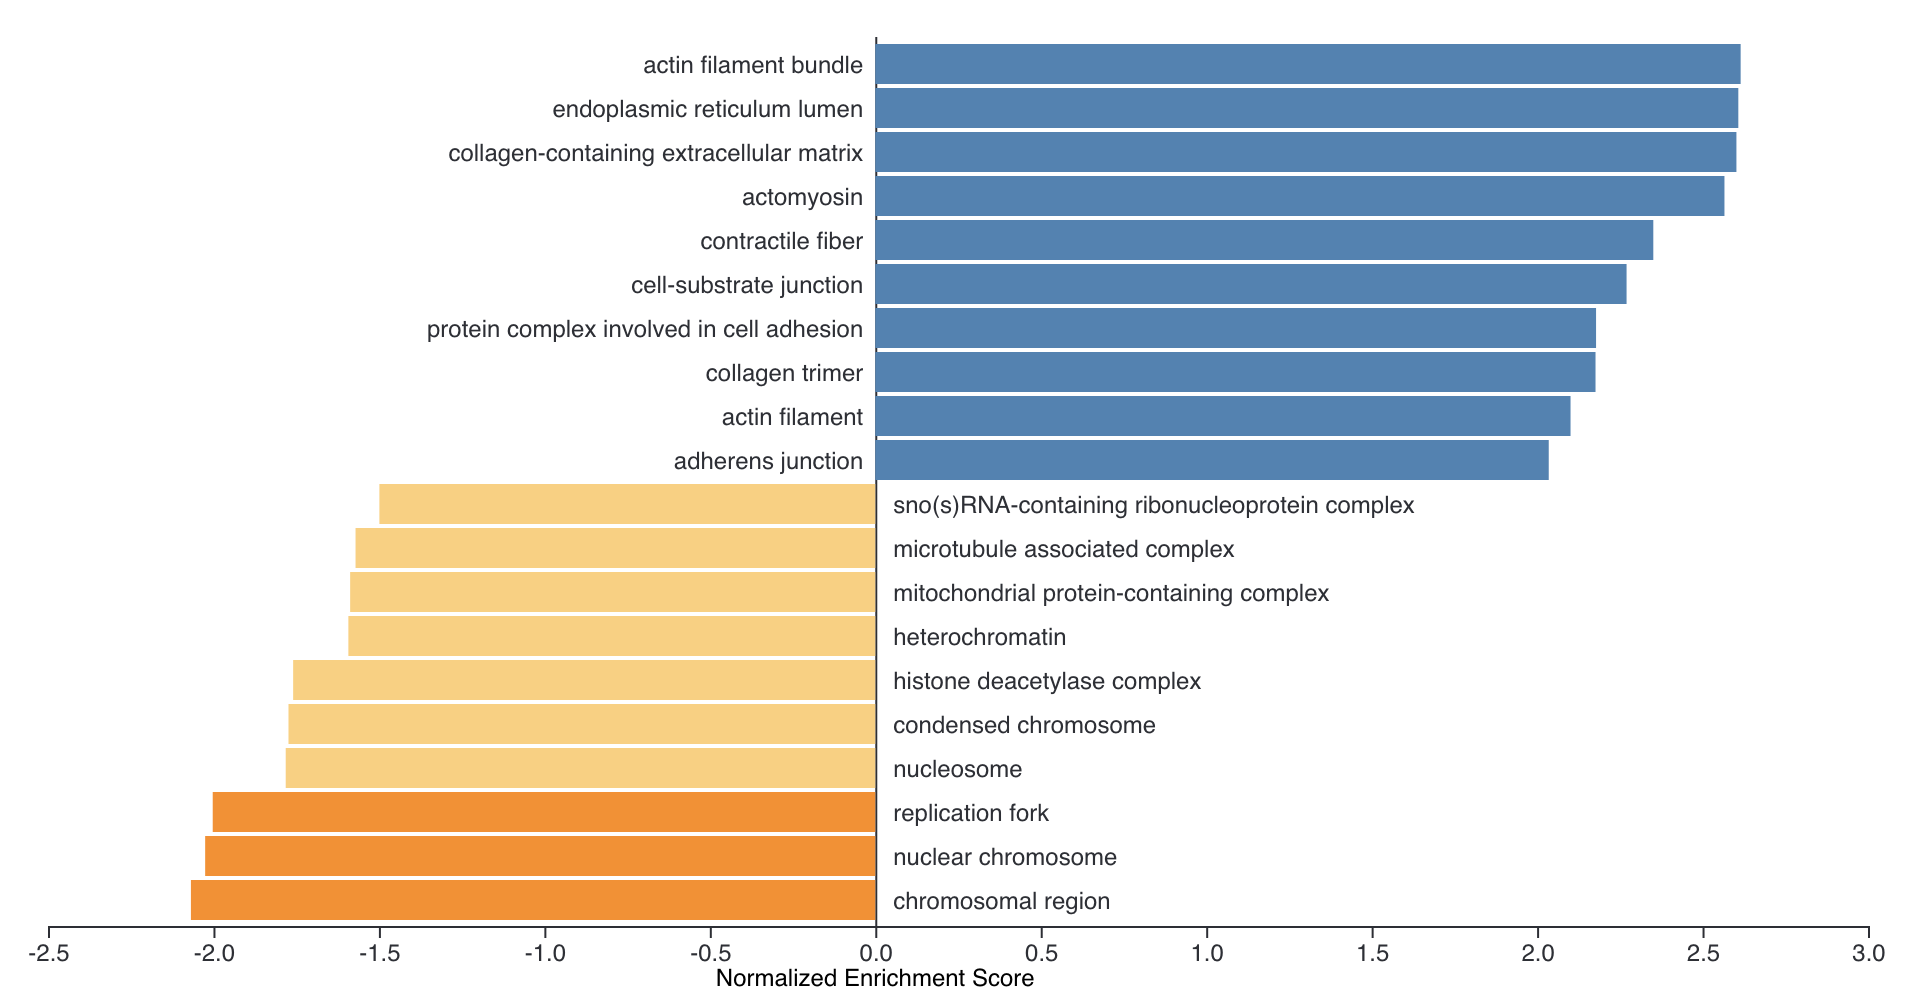 actin filament bundle
endoplasmic reticulum lumen
collagen-containing extracellular matrix
actomyosin
contractile fiber
cell-substrate junction
protein complex involved in cell adhesion
collagen trimer
actin filament
adherens junction
sno(s)RNA-containing ribonucleoprotein complex
microtubule associated complex
mitochondrial protein-containing complex
heterochromatin
histone deacetylase complex
condensed chromosome
nucleosome
replication fork
nuclear chromosome
chromosomal region
-2.5 -2.0 -1.5 -1.0 -0.5 0.0 0.5 1.0 1.5 2.0 2.5 3.0
Normalized Enrichment Score